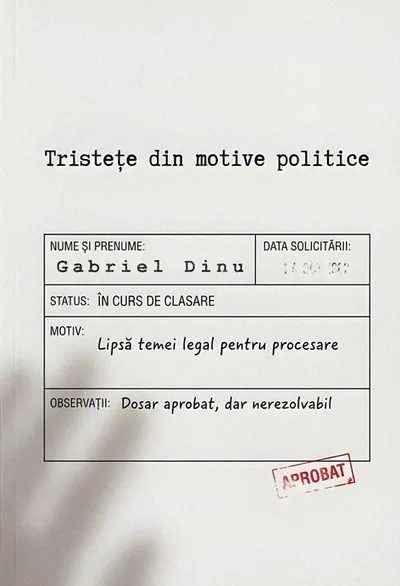 Tristețe din motive politice
NUME ȘI PRENUME:
Gabriel Dinu
DATA SOLICITĂRII:
STATUS: ÎN CURS DE CLASARE
MOTIV:
Lipsă temei legal pentru procesare
OBSERVAȚII: Dosar aprobat, dar nerezolvabil
APROBAT